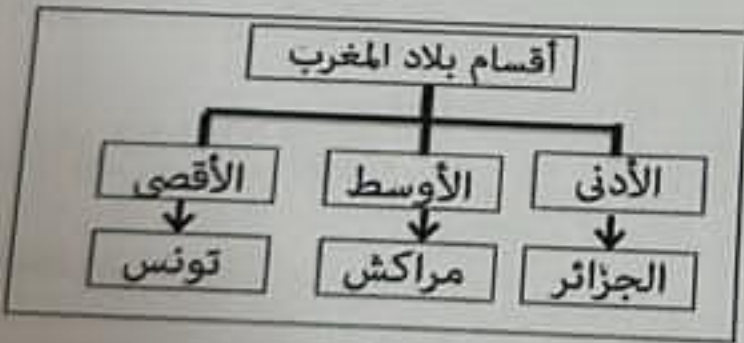 أقسام بلاد المغرب
الأدنى الأوسط الأقصى
الجزائر مراكش تونس